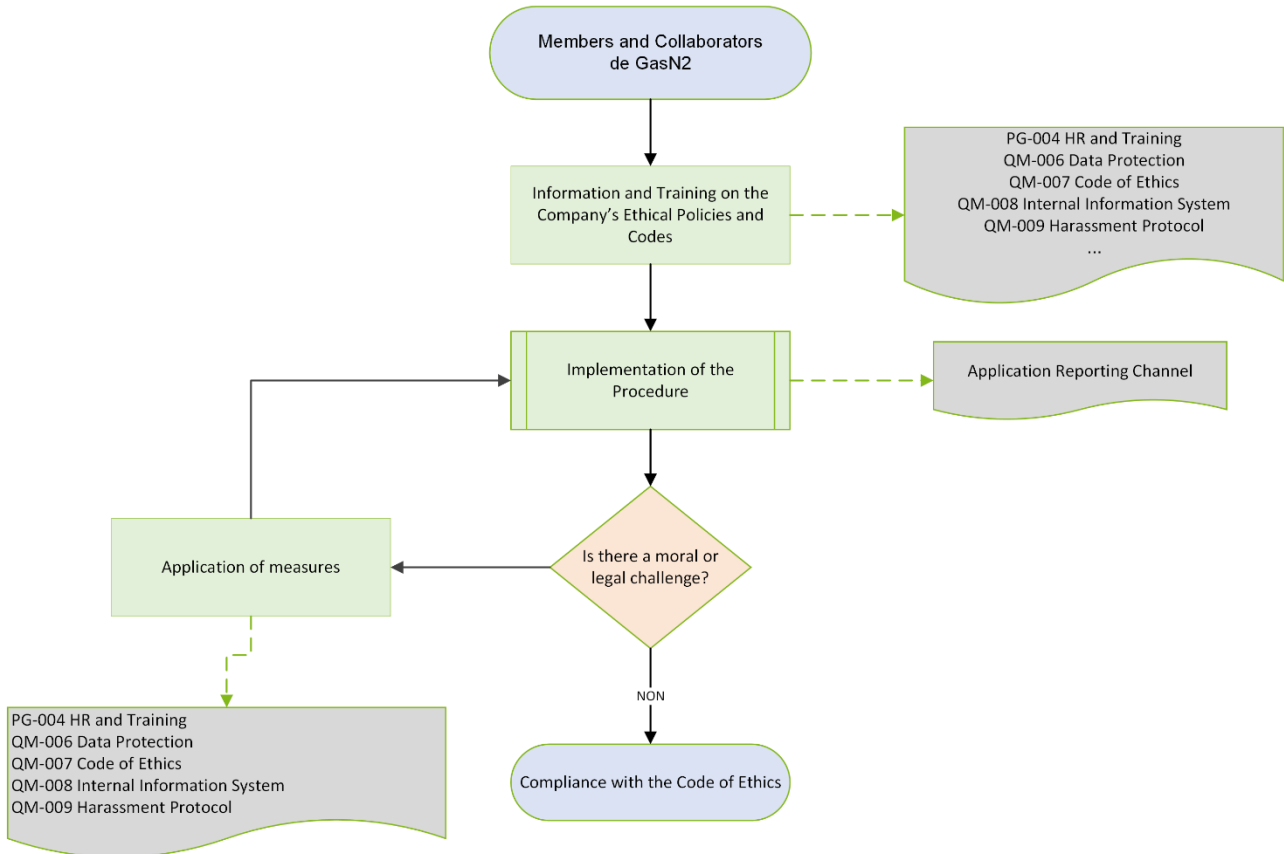 Members and Collaborators
de GasN2
PG-004 HR and Training
QM-006 Data Protection
QM-007 Code of Ethics
QM-008 Internal Information System
QM-009 Harassment Protocol
...
Information and Training on the
Company’s Ethical Policies and
Codes
Implementation of the
Procedure
Application Reporting Channel
Is there a moral or
legal challenge?
Application of measures
NON
PG-004 HR and Training
QM-006 Data Protection
QM-007 Code of Ethics
QM-008 Internal Information System
QM-009 Harassment Protocol
Compliance with the Code of Ethics